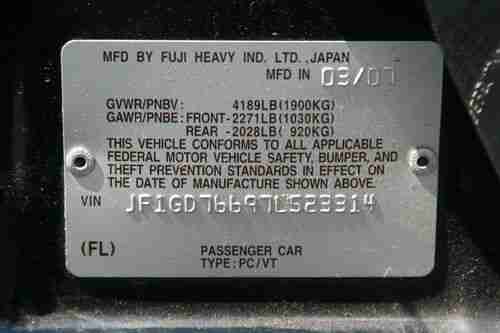 MFD BY FUJI HEAVY IND. LTD.,JAPAN
MFD IN 03/07
GVWR/PNBV: 4189LB(1900KG)
GAWR/PNBE: FRONT-2271LB(1030KG)
REAR -2028LB( 920KG)
THIS VEHICLE CONFORMS TO ALL APPLICABLE
FEDERAL MOTOR VEHICLE SAFETY, BUMPER, AND
THEFT PREVENTION STANDARDS IN EFFECT ON
THE DATE OF MANUFACTURE SHOWN ABOVE.
VIN JF1GD76697L523314
(FL) PASSENGER CAR
TYPE:PC/VT